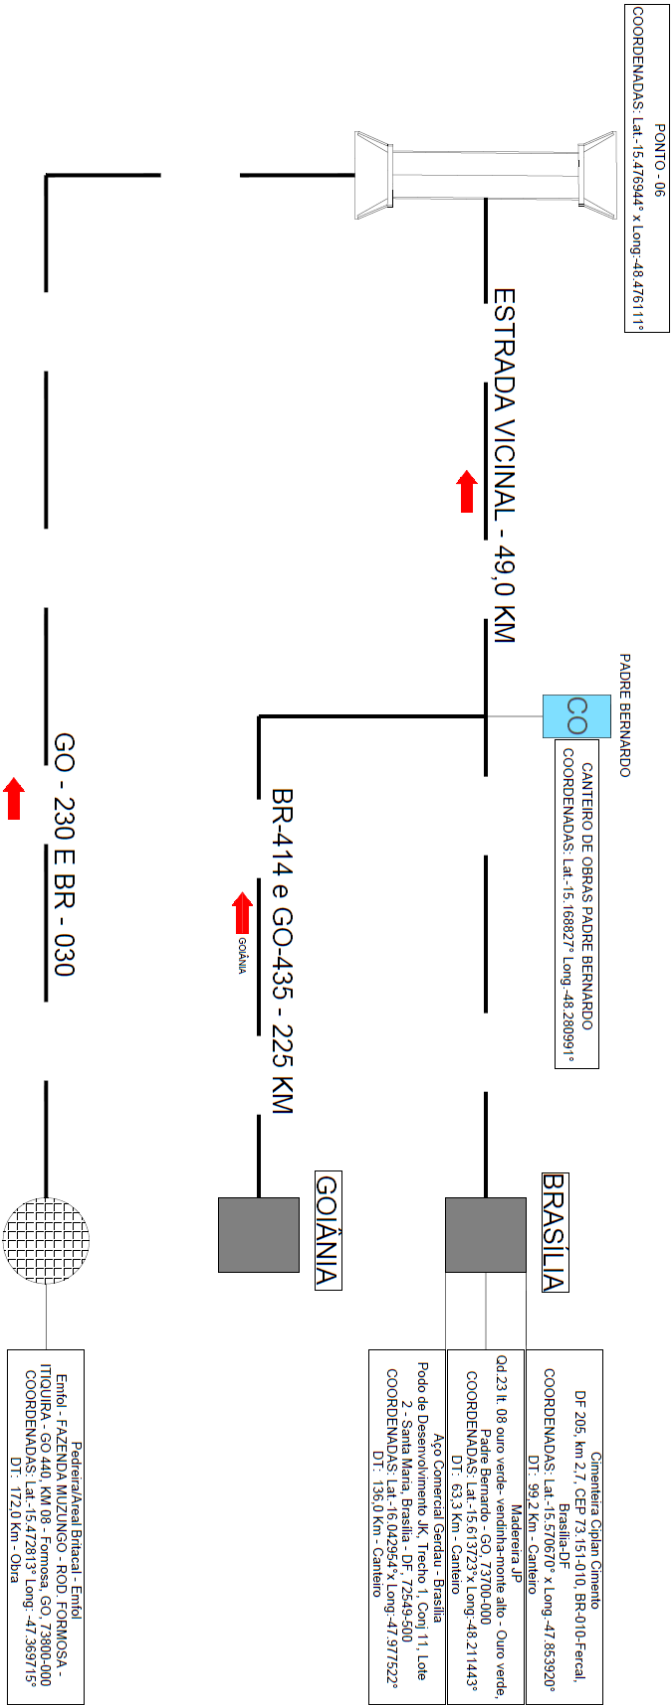 PONTO - 06
COORDENADAS: Lat.-15.476944° x Long:-48.476111°
ESTRADA VICINAL - 49,0 KM
PADRE BERNARDO
CO
CANTEIRO DE OBRAS PADRE BERNARDO
COORDENADAS: Lat.-15.168827° Long:-48.280991°
BR-414 e GO-435 - 225 KM
GOIÂNIA
GO - 230 E BR - 030
BRASÍLIA
GOIÂNIA
Cimenteira Ciplan Cimento
DF 205, km 2,7, CEP 73.151-010, BR-010-Fercal,
Brasília-DF
COORDENADAS: Lat.-15.570670° x Long:-47.853920°
DT: 99,2 Km - Canteiro
Madereira JP
Qd.23 lt. 08 ouro verde- vendinha-monte alto - Ouro verde,
Padre Bernardo - GO, 73700-000
COORDENADAS: Lat.-15.613723°x Long:-48.211443°
DT: 63,3 Km - Canteiro
Aço Comercial Gerdau - Brasília
Podo de Desenvolvimento JK, Trecho 1, Conj 11, Lote
2 - Santa Maria, Brasília - DF, 72549-500
COORDENADAS: Lat.-16.042954°x Long:-47.977522°
DT: 136,0 Km - Canteiro
Pedreira/Areal Britacal - Emfol
Emfol - FAZENDA MUZUNGO - ROD. FORMOSA -
ITIQUIRA - GO 440, KM 08 - Formosa, GO, 73800-000
COORDENADAS: Lat.-15.472813° Long:-47.369715°
DT: 172,0 Km - Obra